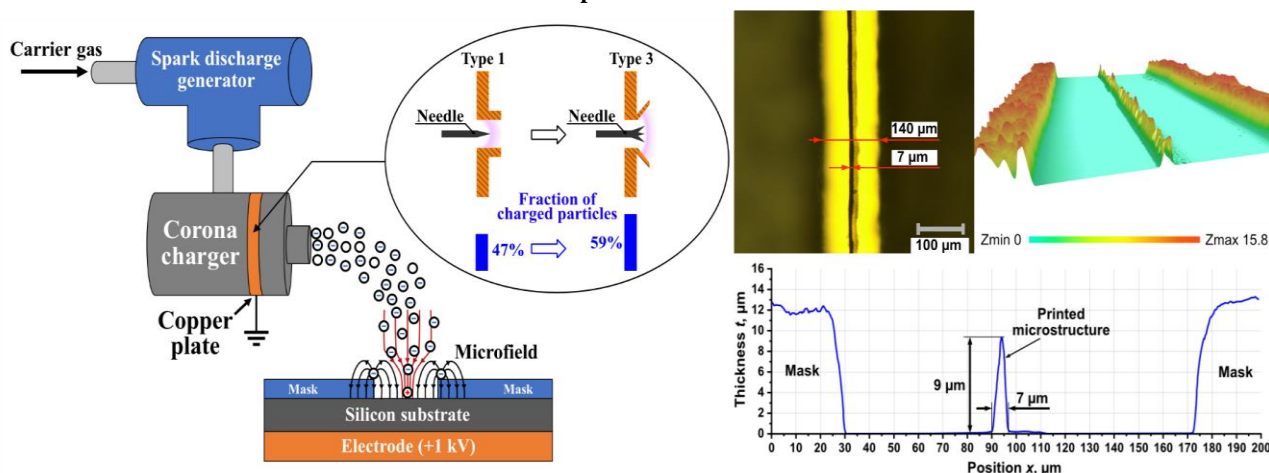 Carrier gas
Spark discharge
generator
Corona
charger
Copper
plate
Type 1
Type 3
Needle
Needle
Fraction of
charged particles
47%
59%
Microfield
Mask
Mask
Silicon substrate
Electrode (+1 kV)
140 µm
7 µm
100 µm
Zmin 0
Zmax 15.8
Thickness t, µm
16
14
12
10
8
6
4
2
0
Mask
9 µm
Printed
microstructure
7 µm
Mask
0 10 20 30 40 50 60 70 80 90 100 110 120 130 140 150 160 170 180 190 200
Position x, µm